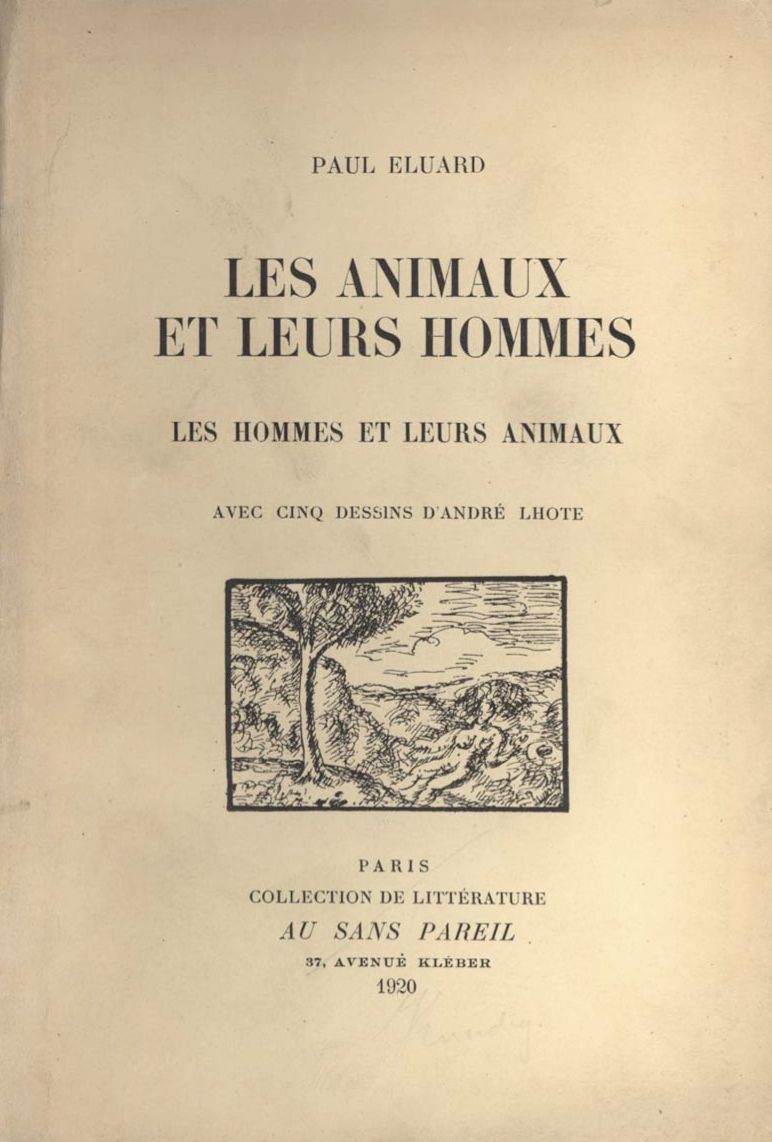 PAUL ELUARD
LES ANIMAUX
ET LEURS HOMMES
LES HOMMES ET LEURS ANIMAUX
AVEC CINQ DESSINS D'ANDRÉ LHOTE
PARIS
COLLECTION DE LITTÉRATURE
AU SANS PAREIL
37, AVENUE KLÉBER
1920